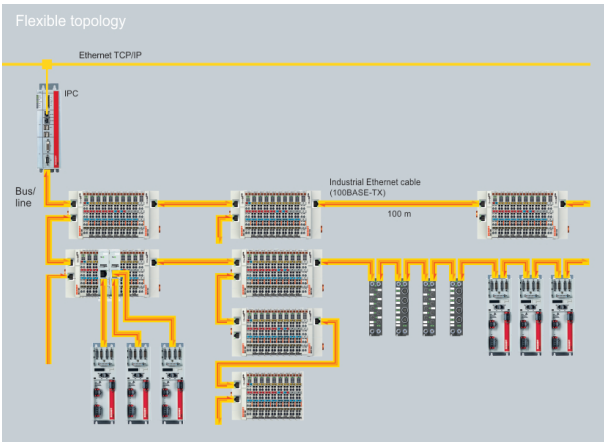 Flexible topology
Ethernet TCP/IP
IPC
Bus/
line
Industrial Ethernet cable
(100BASE-TX)
100 m